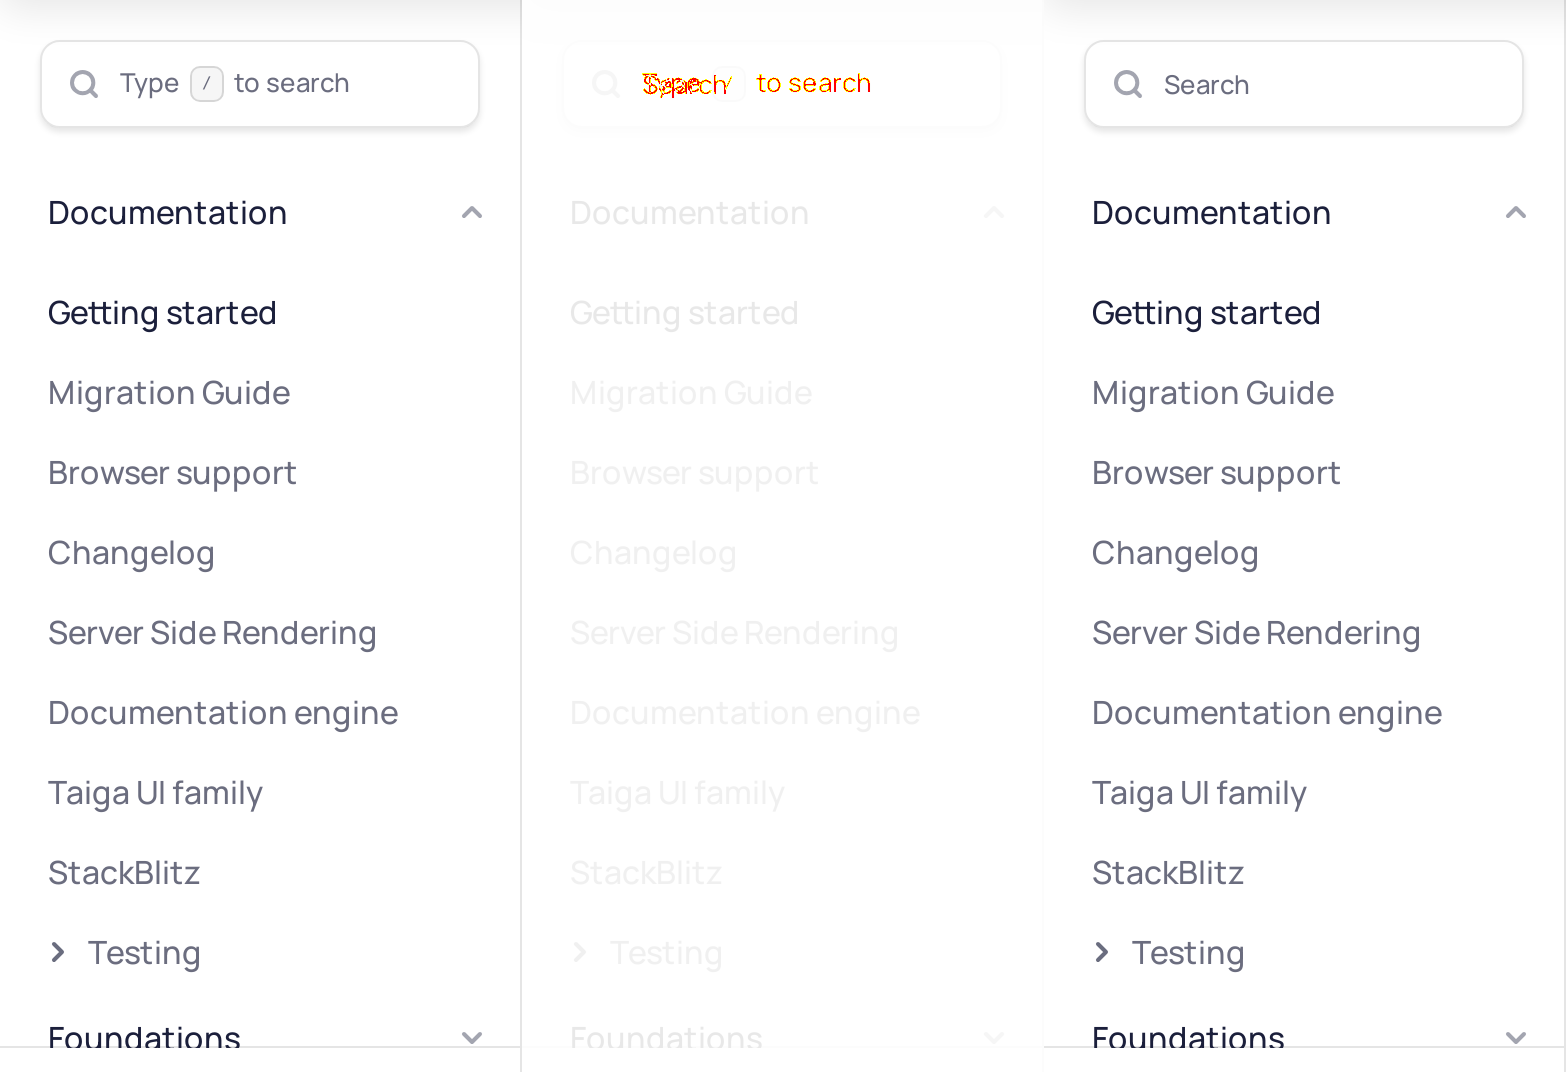 Type / to search
Documentation
Getting started
Migration Guide
Browser support
Changelog
Server Side Rendering
Documentation engine
Taiga UI family
StackBlitz
Testing
Foundations
Type / to search
Search
Documentation
Getting started
Migration Guide
Browser support
Changelog
Server Side Rendering
Documentation engine
Taiga UI family
StackBlitz
Testing
Foundations
Search
Documentation
Getting started
Migration Guide
Browser support
Changelog
Server Side Rendering
Documentation engine
Taiga UI family
StackBlitz
Testing
Foundations